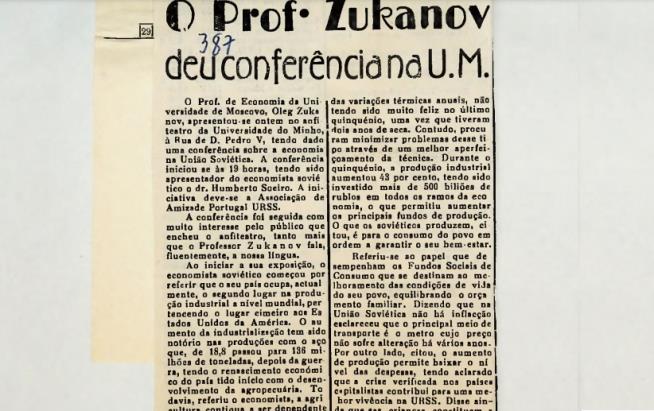 29
O Prof. Zukanov
387
deu conferência na U.M.
O Prof. de Economia da Uni
versidade de Moscovo, Oleg Zuka
nov, apresentou-se ontem no anfi
teatro da Universidade do Minho,
à Rua de D. Pedro V, tendo dado
uma conferência sobre a economia
na União Soviética. A conferência
iniciou se às 19 horas, tendo sido
apresentador do economista sovié
tico o dr. Humberto Soeiro. A ini
ciativa deve-se a Associação de
Amizade Portugal URSS.
A conferência foi seguida com
muito interesse pelo público que
encheu o anfiteatro, tanto mais
que o Professor Zukanov fala,
fluentemente, a nossa língua.
Ao iniciar a sua exposição, o
economista soviético começou por
referir que o seu país ocupa, actual
mente, o segundo lugar na produ
ção industrial a nível mundial, per
tencendo o lugar cimeiro aos Es
tados Unidos da América. O au
mento da industrialização tem sido
notório nas produções com o aço
que, de 18,8 passou para 136 mi
lhões de toneladas, depois da guer
ra, tendo o renascimento económi
co do país tido início com o de
senvolvimento da agropecuária. To
davia, referiu o economista, a agri
cultura continua a ser dependente
das variações térmicas anuais, não
tendo sido muito feliz no último
quinquénio, uma vez que tiveram
dois anos de seca. Contudo, procu
ram minimizar problemas desse ti
po através de um melhor aperfei
çoamento da técnica. Durante o
quinquénio, a produção industrial
aumentou 43 por cento, tendo sido
investido mais de 500 biliões de
rublos em todos os ramos da eco
nomia, o que permitiu aumentar
os principais fundos de produção.
O que os soviéticos produzem, ci
tou, é para o consumo do povo em
ordem a garantir o seu bem-estar.
Referiu-se ao papel que de
sempenham os Fundos Sociais de
Consumo que se destinam ao me
lhoramento das condições de vida
do seu povo, equilibrando o orça
mento familiar. Dizendo que na
União Soviética não há inflacção
esclareceu que o principal meio de
transporte é o metro cujo preço
não sofre alteração há vários anos.
Por outro lado, citou, o aumento
de produção permite baixar o ní
vel das despesas, tendo aclarado
que a crise verificada nos países
capitalistas contribui para uma me
lhor vivência na URSS. Disse ain
da que as crianças constituem a